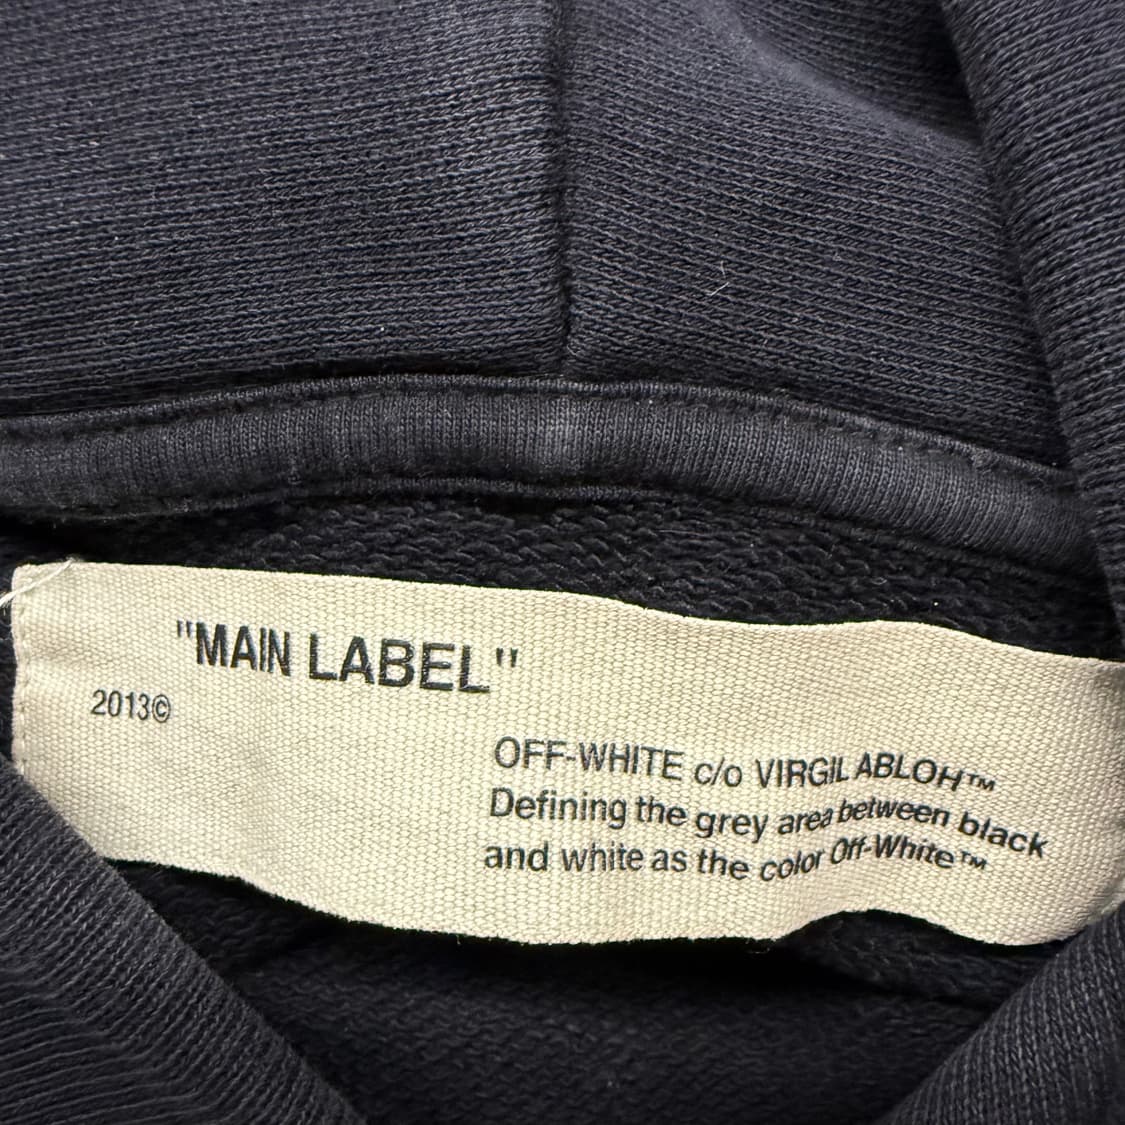 "MAIN LABEL"
2013©
OFF-WHITE c/o VIRGIL ABLOH™
Defining the grey area between black
and white as the color Off-White™